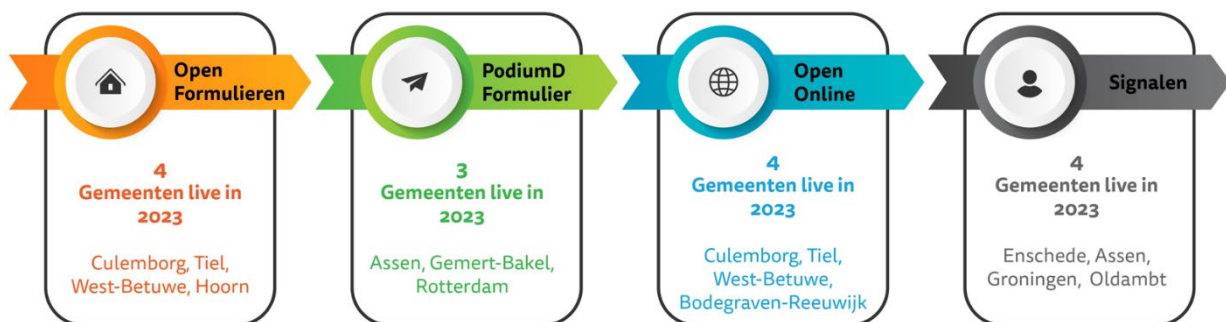 Open
Formulieren
4
Gemeenten live in
2023
Culemborg, Tiel,
West-Betuwe, Hoorn
PodiumD
Formulier
3
Gemeenten live in
2023
Assen, Gemert-Bakel,
Rotterdam
Open
Online
4
Gemeenten live in
2023
Culemborg, Tiel,
West-Betuwe,
Bodegraven-Reeuwijk
Signalen
4
Gemeenten live in
2023
Enschede, Assen,
Groningen, Oldambt